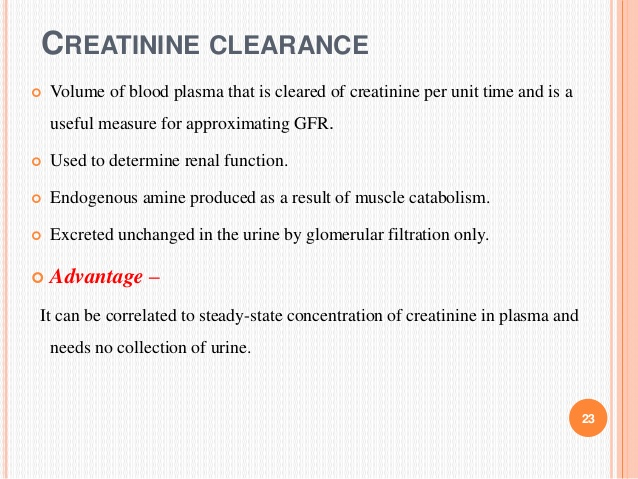 CREATININE CLEARANCE
Volume of blood plasma that is cleared of creatinine per unit time and is a
useful measure for approximating GFR.
Used to determine renal function.
Endogenous amine produced as a result of muscle catabolism.
Excreted unchanged in the urine by glomerular filtration only.
Advantage –
It can be correlated to steady-state concentration of creatinine in plasma and
needs no collection of urine.
23